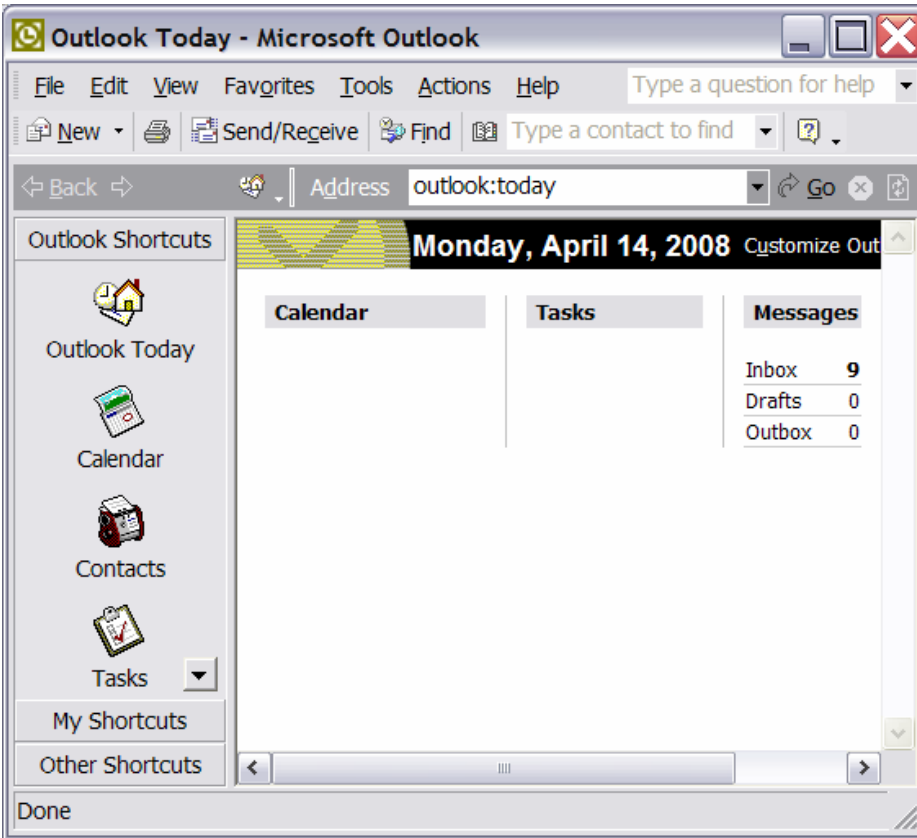 Outlook Today - Microsoft Outlook
File Edit View Favorites Tools Actions Help Type a question for help
New Send/Receive Find Type a contact to find
Back Address outlook:today Go
Outlook Shortcuts
Monday, April 14, 2008 Customize Out
Calendar Tasks Messages
Outlook Today
Inbox 9
Drafts 0
Outbox 0
Calendar
Contacts
Tasks
My Shortcuts
Other Shortcuts
Done